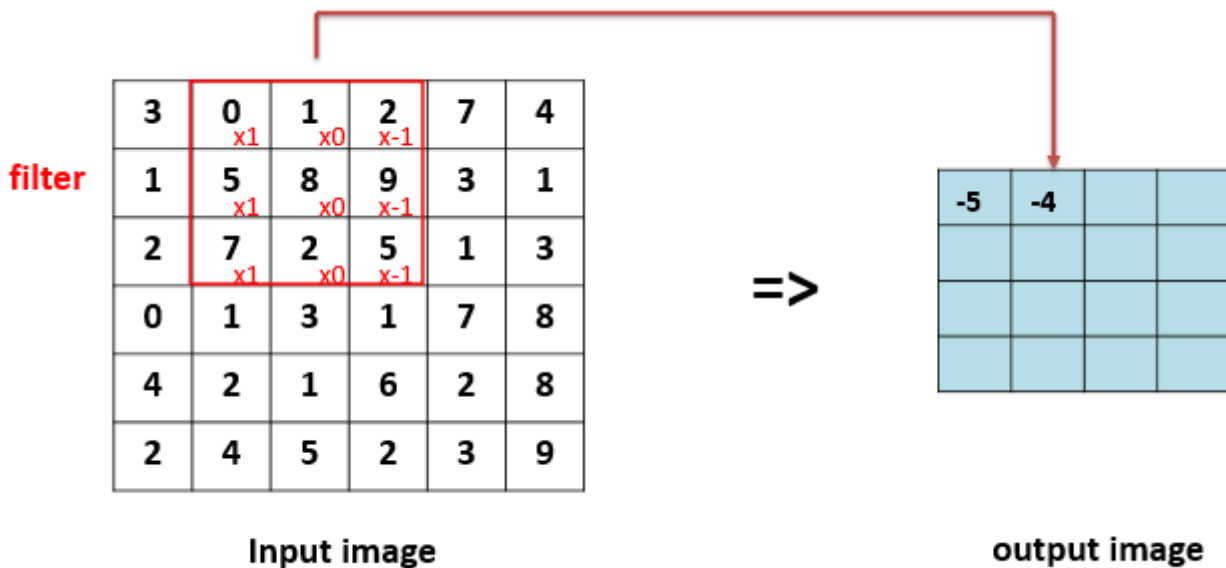 3 0 1 2 7 4
x1 x0 x-1
filter
1 5 8 9 3 1
x1 x0 x-1
2 7 2 5 1 3
x1 x0 x-1
0 1 3 1 7 8
4 2 1 6 2 8
2 4 5 2 3 9
Input image
=>
-5 -4
output image